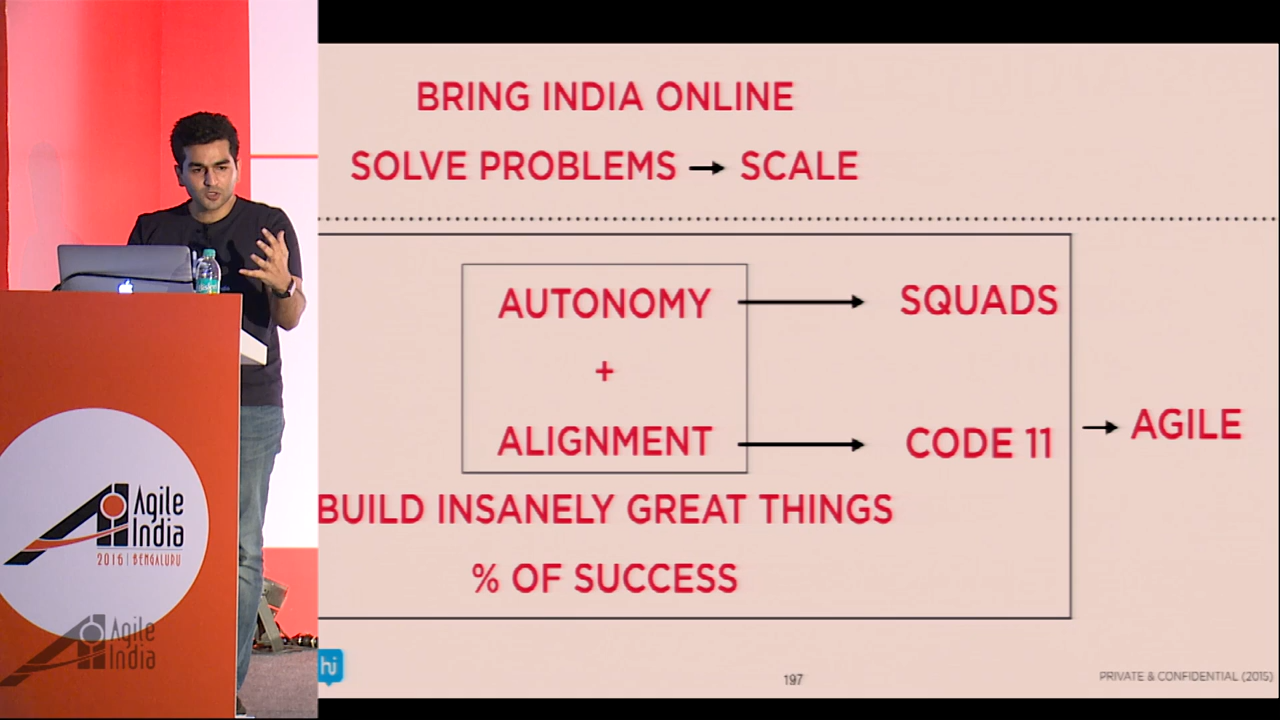 BRING INDIA ONLINE
SOLVE PROBLEMS → SCALE
AUTONOMY → SQUADS
+
ALIGNMENT → CODE 11
→ AGILE
BUILD INSANELY GREAT THINGS
% OF SUCCESS
hi
197
PRIVATE & CONFIDENTIAL (2015)
Agile
India
2016 | BENGALURU
Agile
India